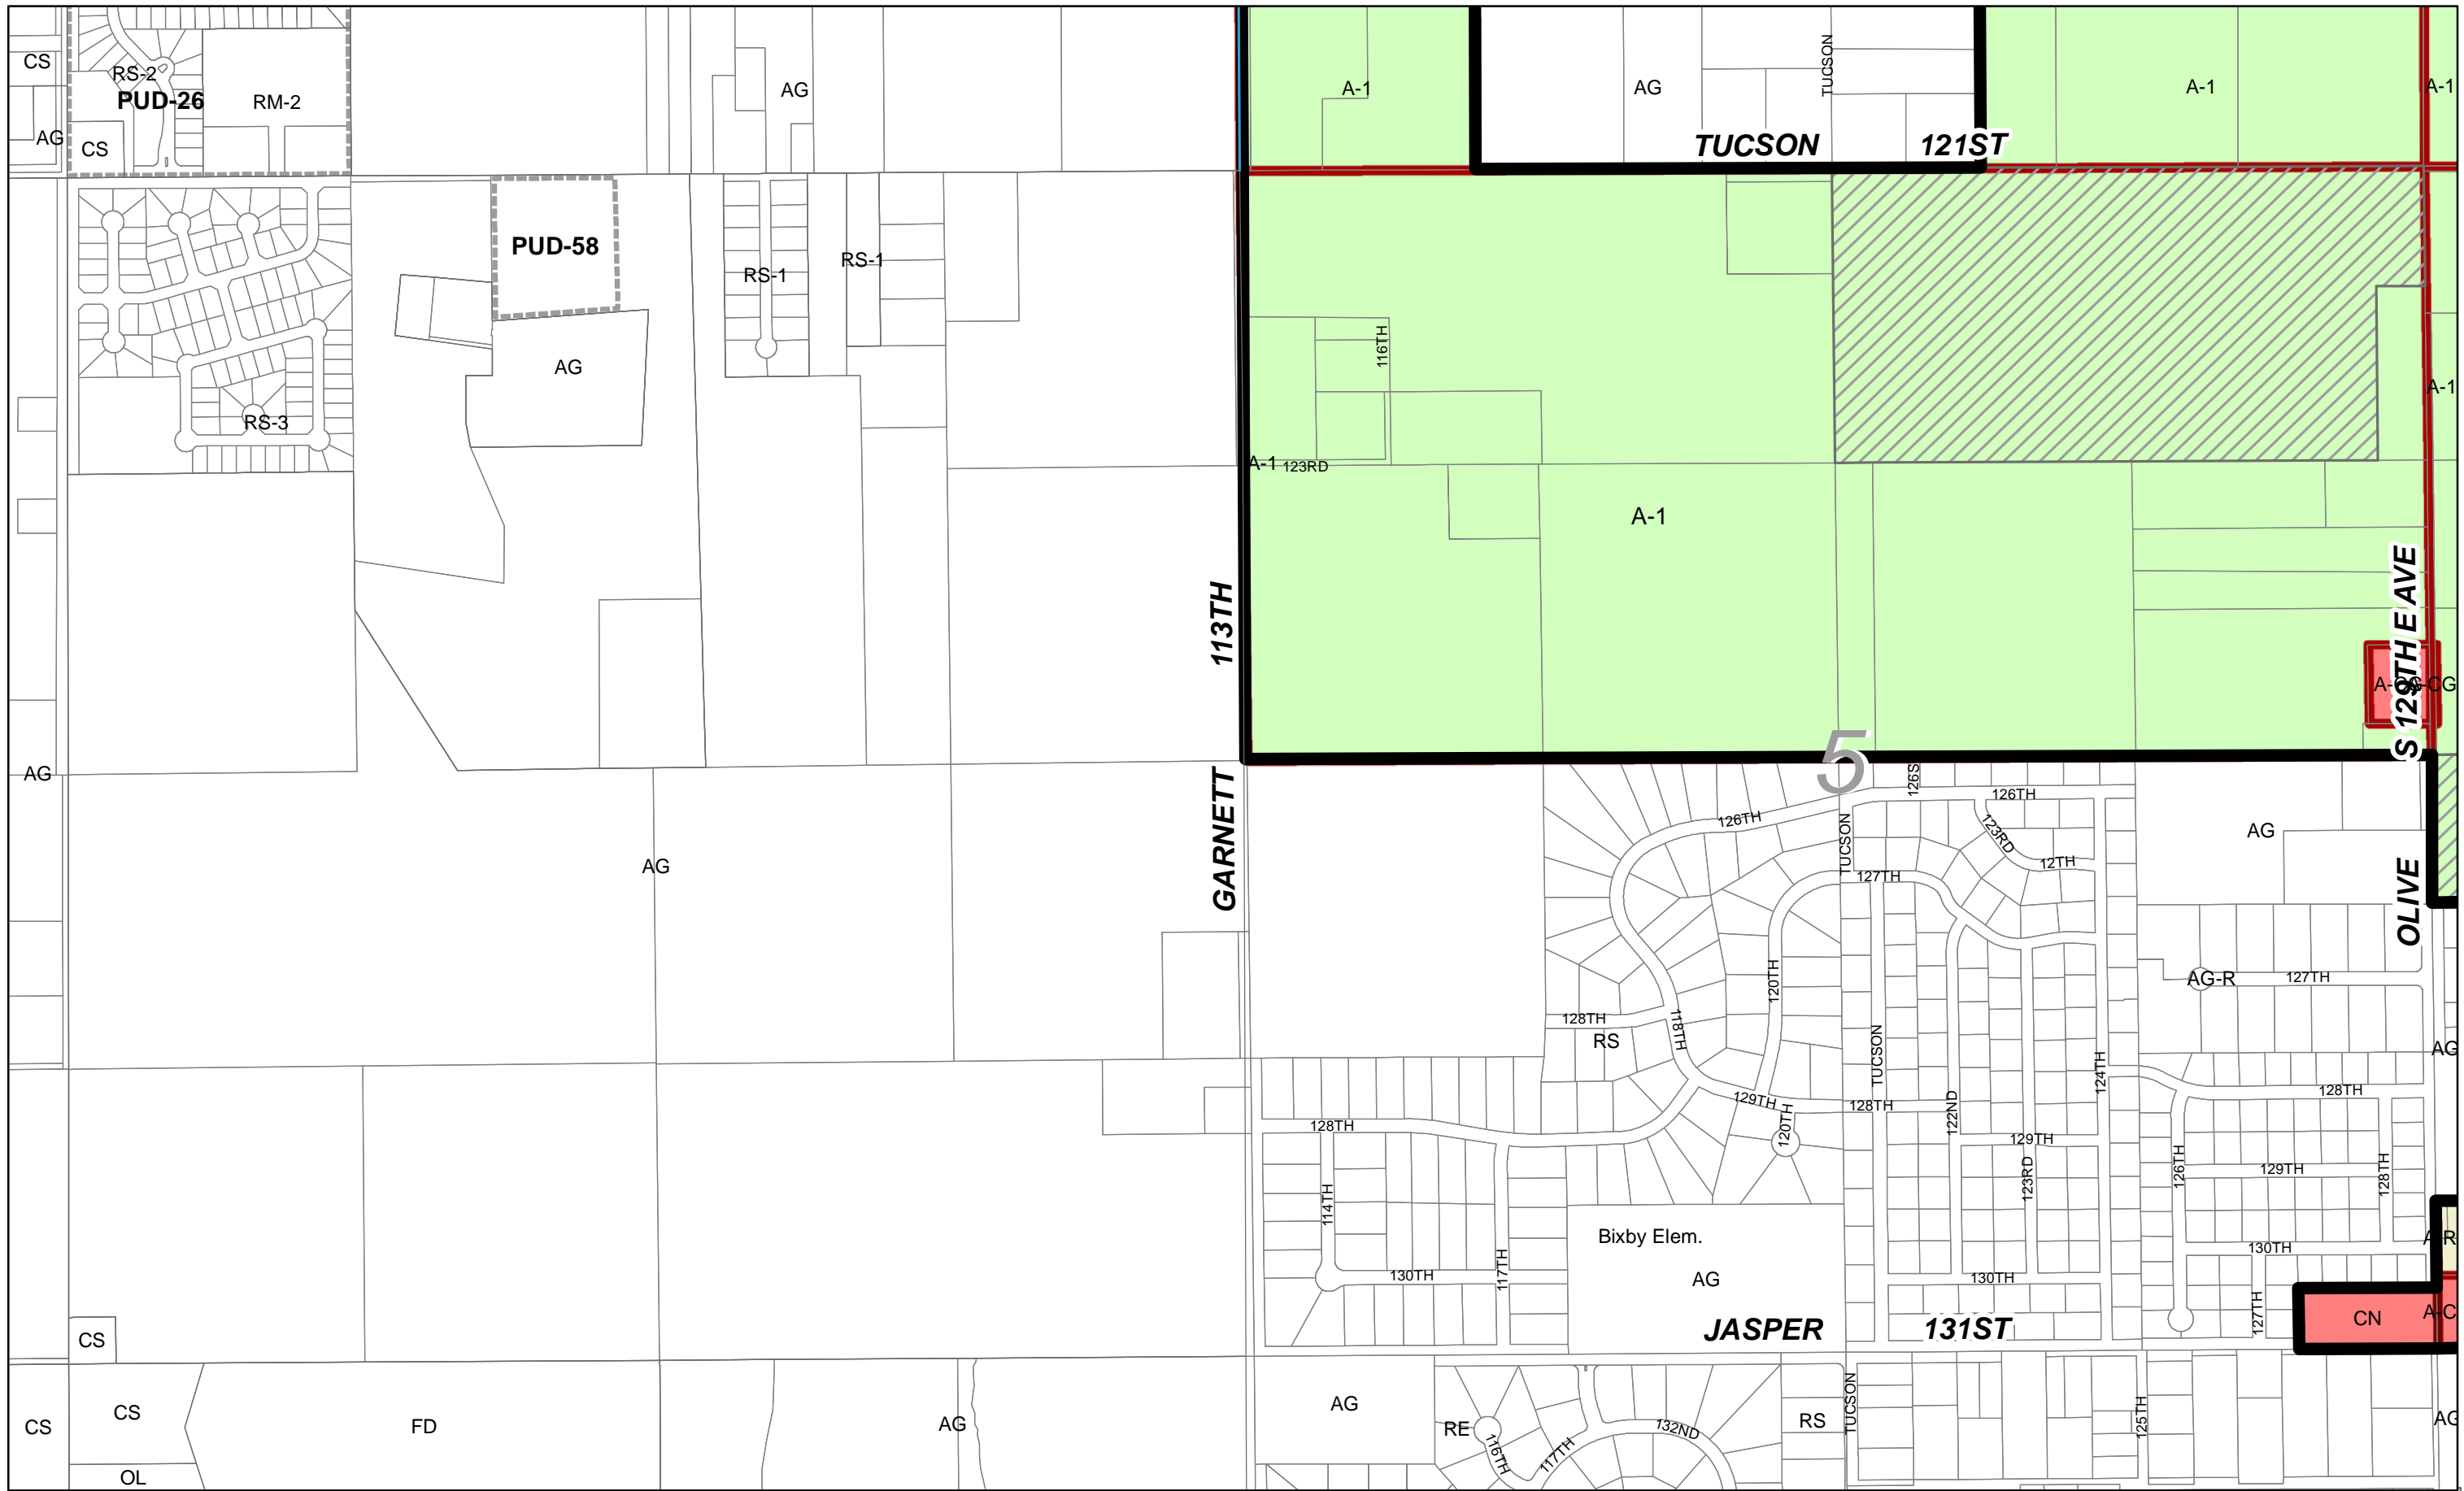 CS
RS-2
PUD-26
RM-2
AG
CS
AG
AG
A-1
AG
TUCSON
A-1
A-1
TUCSON
121ST
PUD-58
RS-1
RS-1
AG
RS-3
116TH
A-1
123RD
A-1
A-1
113TH
S 129TH E AVE
5
AG
AG
GARNETT
126TH
126TH
TUCSON
123RD
12TH
127TH
AG
OLIVE
120TH
128TH
118TH
RS
TUCSON
AG-R
127TH
AG
124TH
129TH
128TH
122ND
128TH
128TH
120TH
129TH
123RD
126TH
129TH
128TH
114TH
Bixby Elem.
AG
130TH
117TH
130TH
130TH
127TH
CN
JASPER
131ST
CS
CS
CS
FD
AG
OL
AG
RE
116TH
117TH
132ND
RS
TUCSON
125TH
AG